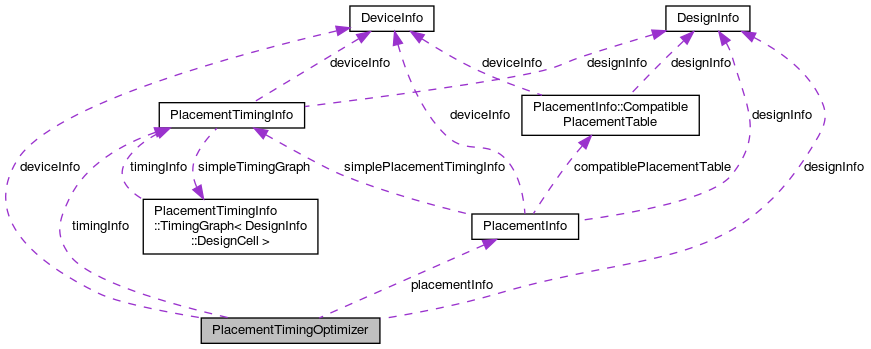 DeviceInfo
DesignInfo
deviceInfo
deviceInfo
designInfo
designInfo
PlacementTimingInfo
PlacementInfo::Compatible
PlacementTable
deviceInfo
designInfo
deviceInfo
timingInfo
simpleTimingGraph
simplePlacementTimingInfo
compatiblePlacementTable
designInfo
PlacementTimingInfo
::TimingGraph< DesignInfo
::DesignCell >
timingInfo
PlacementInfo
placementInfo
PlacementTimingOptimizer